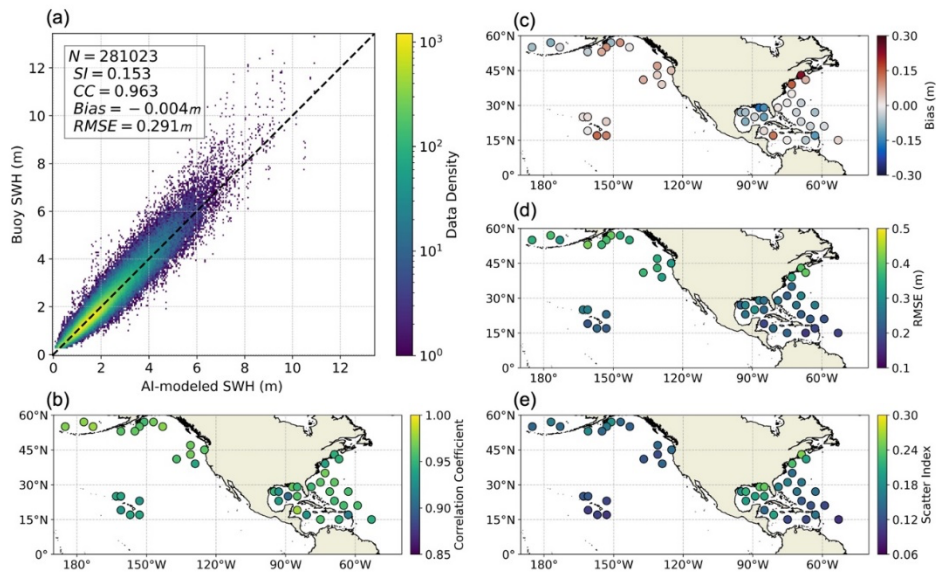 (a)
N = 281023
SI = 0.153
CC = 0.963
Bias = − 0.004m
RMSE = 0.291m
Buoy SWH (m)
12
10
8
6
4
2
0
0 2 4 6 8 10 12
AI-modeled SWH (m)
10³
10²
10¹
10⁰
Data Density
(b)
60°N
45°N
30°N
15°N
0°
180° 150°W 120°W 90°W 60°W
1.00
0.95
0.90
0.85
Correlation Coefficient
(c)
60°N
45°N
30°N
15°N
0°
180° 150°W 120°W 90°W 60°W
0.30
0.15
0.00
-0.15
-0.30
Bias (m)
(d)
60°N
45°N
30°N
15°N
0°
180° 150°W 120°W 90°W 60°W
0.5
0.4
0.3
0.2
0.1
RMSE (m)
(e)
60°N
45°N
30°N
15°N
0°
180° 150°W 120°W 90°W 60°W
0.30
0.24
0.18
0.12
0.06
Scatter Index